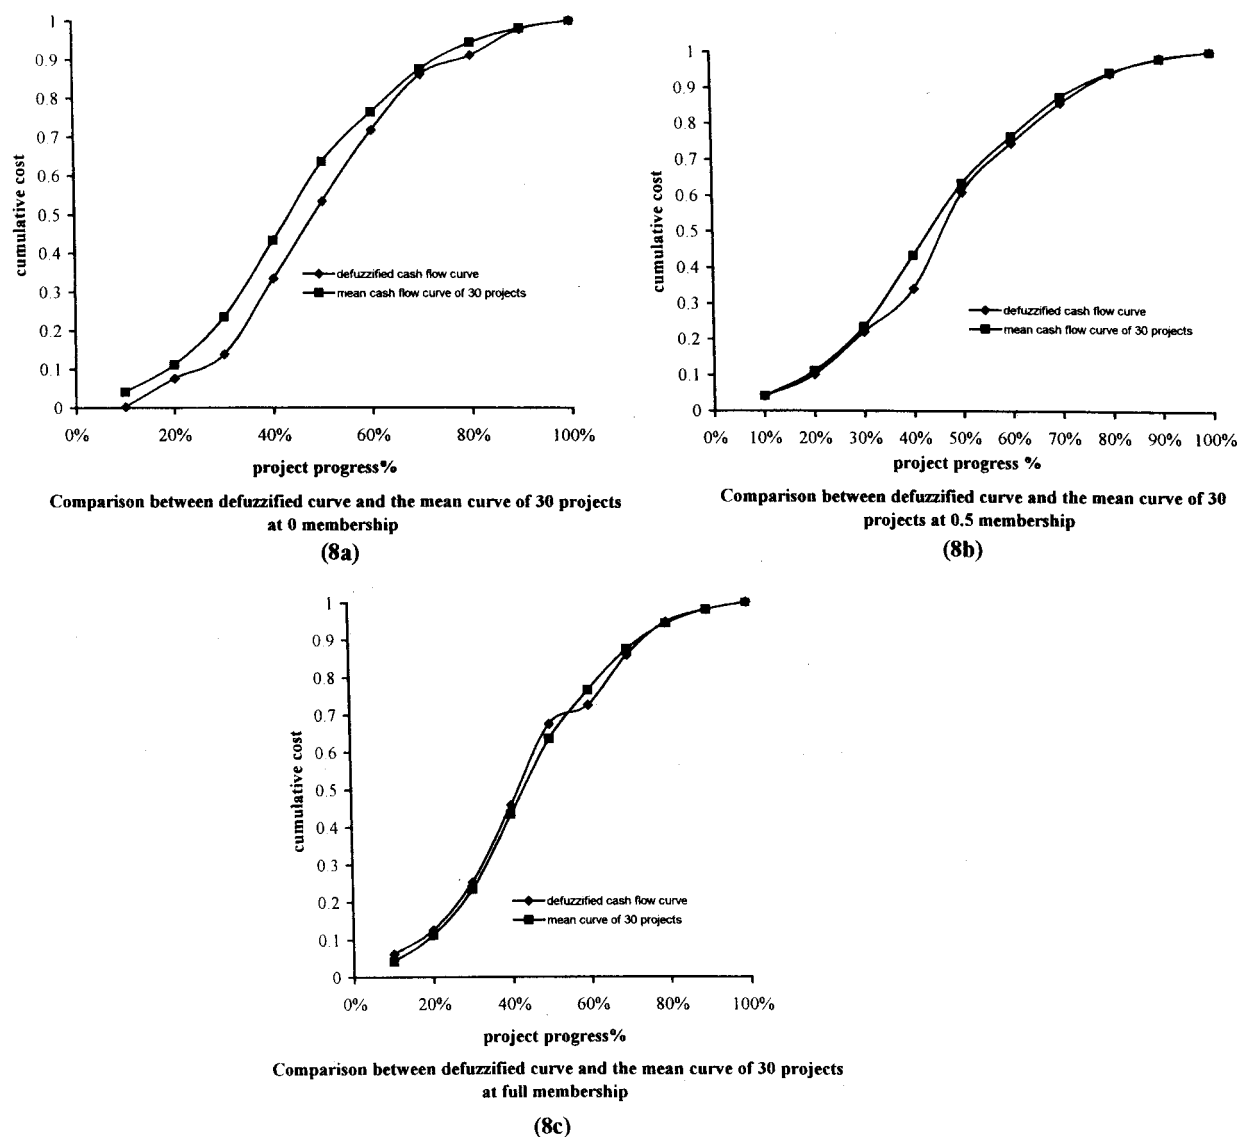 1
0.9
0.8
0.7
0 6
0.5
0 4
0.3
0.2
0.1
0
cumulative cost
defuzzified cash flow curve
mean cash flow curve of 30 projects
0% 20% 40% 60% 80% 100%
project progress%
Comparison between defuzzified curve and the mean curve of 30 projects
at 0 membership
(8a)
1
0.9
0.8
0.7
0.6
0.5
0.4
0.3
0.2
0.1
0
cumulative cost
defuzzified cash flow curve
mean cash flow curve of 30 projects
0% 10% 20% 30% 40% 50% 60% 70% 80% 90% 100%
project progress %
Comparison between defuzzified curve and the mean curve of 30
projects at 0.5 membership
(8b)
1
0.9
0.8
0.7
0 6
0.5
0.4
0.3
0.2
0.1
0
cumulative cost
defuzzified cash flow curve
mean curve of 30 projects
0% 20% 40% 60% 80% 100%
project progress%
Comparison between defuzzified curve and the mean curve of 30 projects
at full membership
(8c)